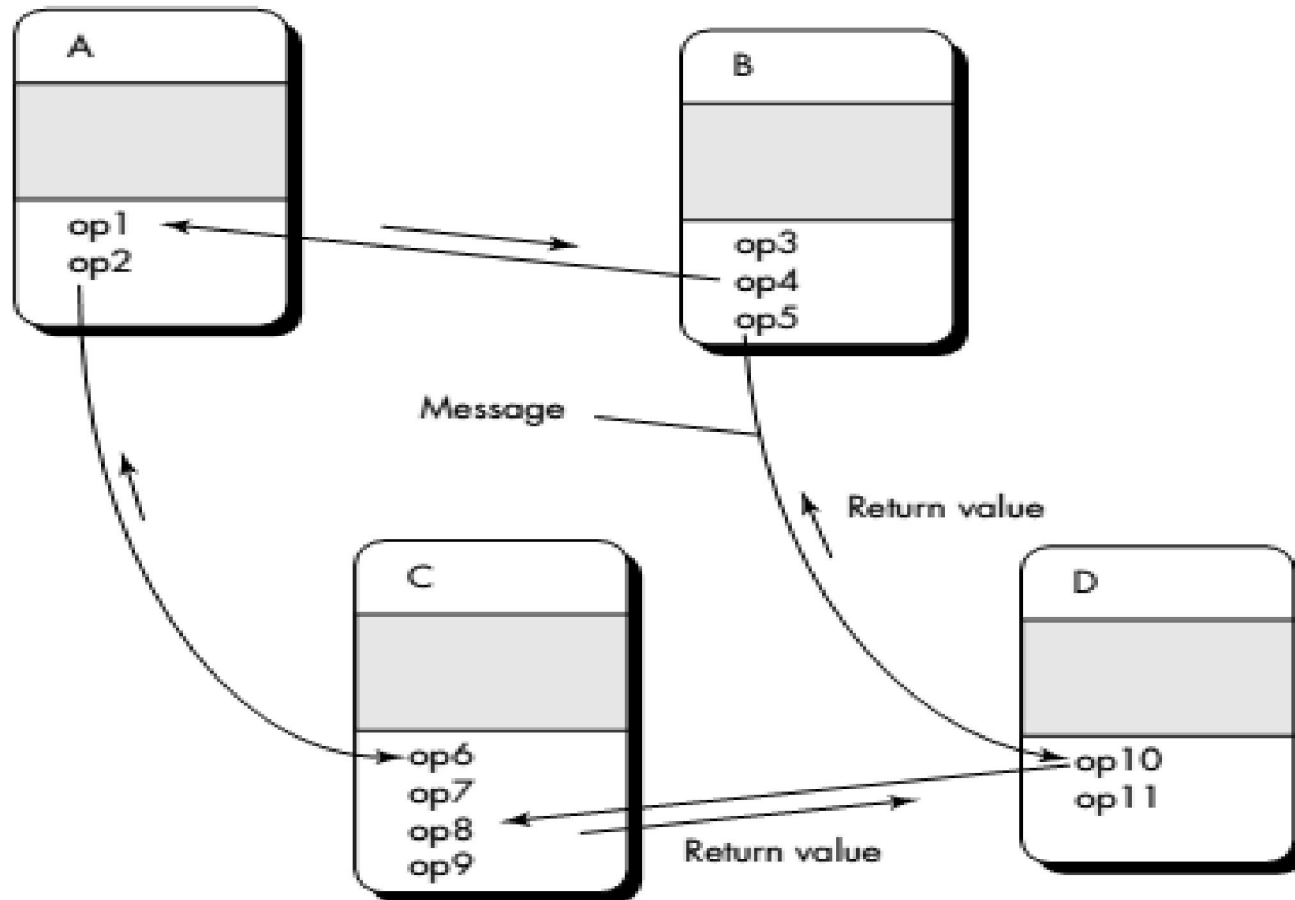 A
op1
op2
B
op3
op4
op5
Message
Return value
C
op6
op7
op8
op9
D
op10
op11
Return value